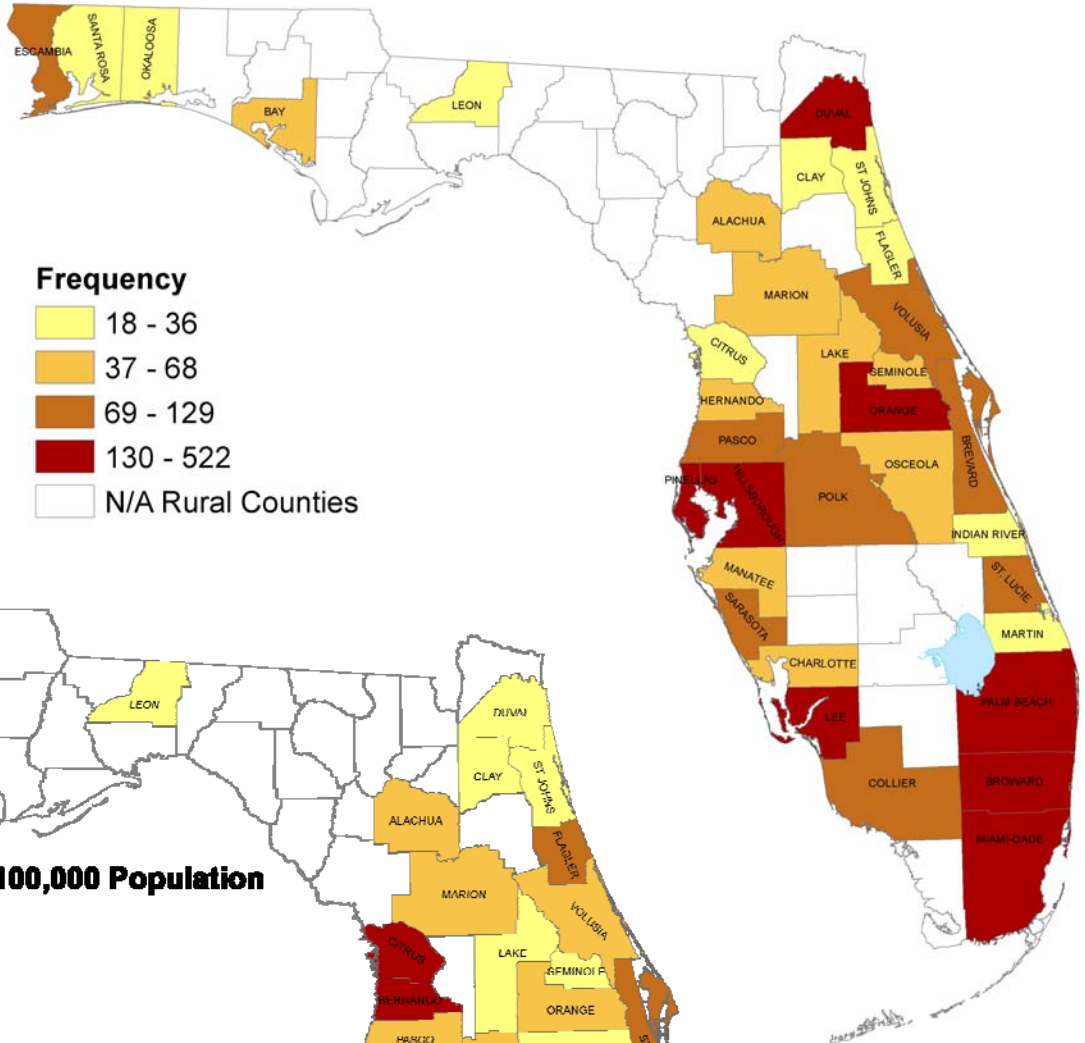 ESCAMBIA
SANTA ROSA
OKALOOSA
BAY
LEON
DUVAL
CLAY
ST JOHNS
FLAGLER
ALACHUA
MARION
VOLUSIA
CITRUS
LAKE
SEMINOLE
HERNANDO
ORANGE
PASCO
BREVARD
OSCEOLA
PINELLAS
HILLSBOROUGH
POLK
INDIAN RIVER
MANATEE
ST. LUCIE
SARASOTA
MARTIN
CHARLOTTE
PALM BEACH
LEE
COLLIER
BROWARD
MIAMI-DADE
Frequency
18 - 36
37 - 68
69 - 129
130 - 522
N/A Rural Counties
LEON
DUVAL
CLAY
ST JOHNS
ALACHUA
FLAGLER
100,000 Population
MARION
VOLUSIA
CITRUS
LAKE
SEMINOLE
HERNANDO
ORANGE
PASCO